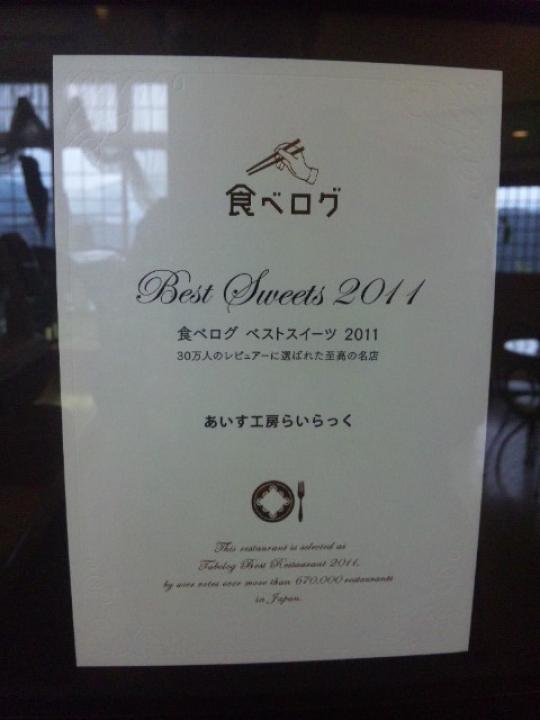 食べログ
Best Sweets 2011
食べログ ベストスイーツ 2011
30万人のレビュアーに選ばれた至高の名店
あいす工房らいらっく
This restaurant is selected as
Tabelog Best Restaurant 2011,
by user votes over more than 670,000 restaurants
in Japan.